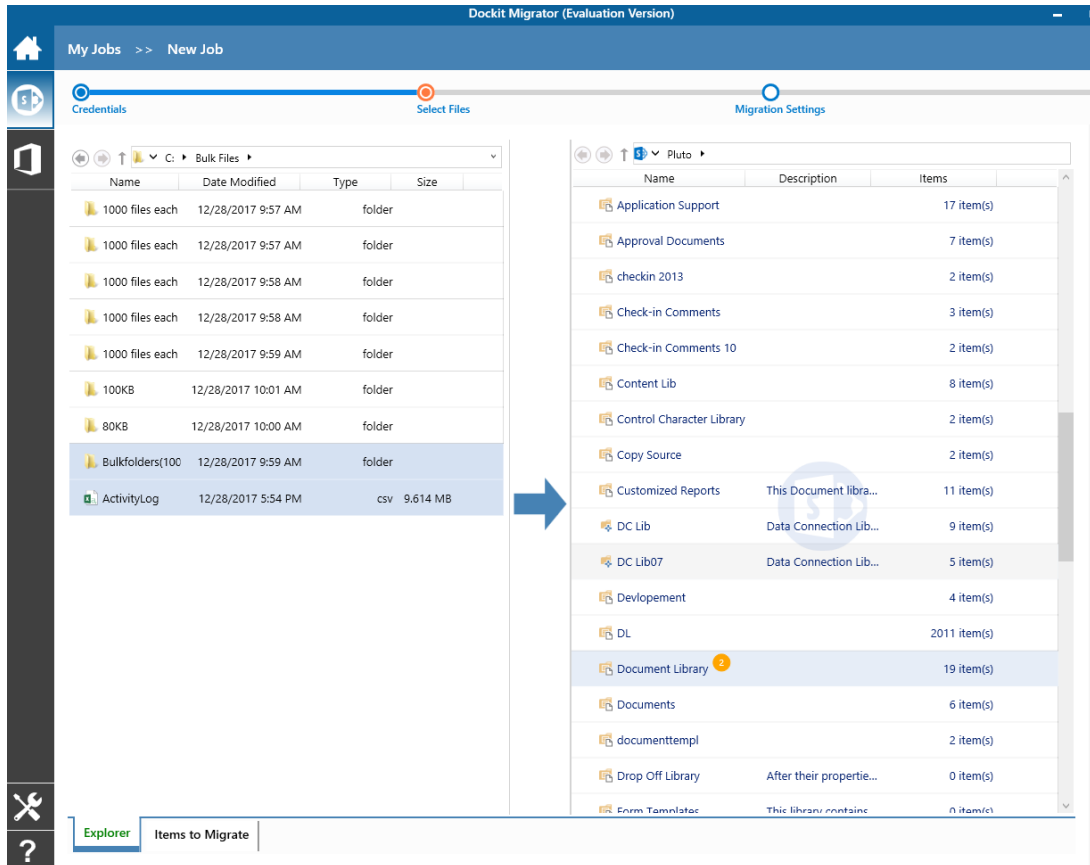 Dockit Migrator (Evaluation Version)
My Jobs >> New Job
Credentials Select Files Migration Settings
C: Bulk Files
Name Date Modified Type Size
1000 files each 12/28/2017 9:57 AM folder
1000 files each 12/28/2017 9:57 AM folder
1000 files each 12/28/2017 9:58 AM folder
1000 files each 12/28/2017 9:58 AM folder
1000 files each 12/28/2017 9:59 AM folder
100KB 12/28/2017 10:01 AM folder
80KB 12/28/2017 10:00 AM folder
Bulkfolders(100 12/28/2017 9:59 AM folder
ActivityLog 12/28/2017 5:54 PM csv 9.614 MB
Pluto
Name Description Items
Application Support 17 item(s)
Approval Documents 7 item(s)
checkin 2013 2 item(s)
Check-in Comments 3 item(s)
Check-in Comments 10 2 item(s)
Content Lib 8 item(s)
Control Character Library 2 item(s)
Copy Source 2 item(s)
Customized Reports This Document libra... 11 item(s)
DC Lib Data Connection Lib... 9 item(s)
DC Lib07 Data Connection Lib... 5 item(s)
Devlopement 4 item(s)
DL 2011 item(s)
Document Library 2 19 item(s)
Documents 6 item(s)
documenttempl 2 item(s)
Drop Off Library After their propertie... 0 item(s)
Form Templates This library contains 0 item(s)
Explorer Items to Migrate
?